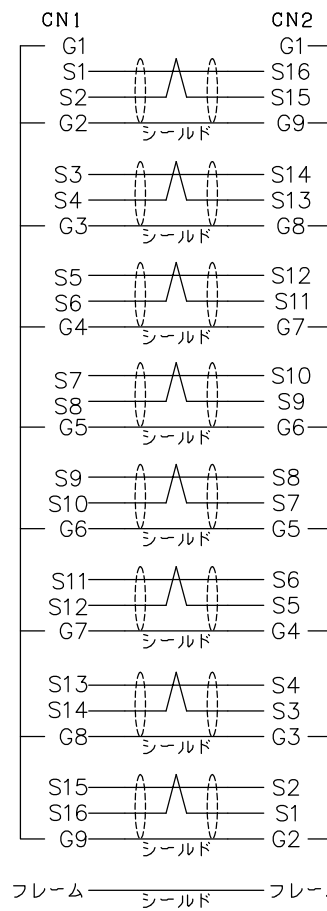 CN1 CN2
G1 G1
S1 S16
S2 S15
G2 G9
シールド
S3 S14
S4 S13
G3 G8
シールド
S5 S12
S6 S11
G4 G7
シールド
S7 S10
S8 S9
G5 G6
シールド
S9 S8
S10 S7
G6 G5
シールド
S11 S6
S12 S5
G7 G4
シールド
S13 S4
S14 S3
G8 G3
シールド
S15 S2
S16 S1
G9 G2
シールド
フレーム シールド フレー